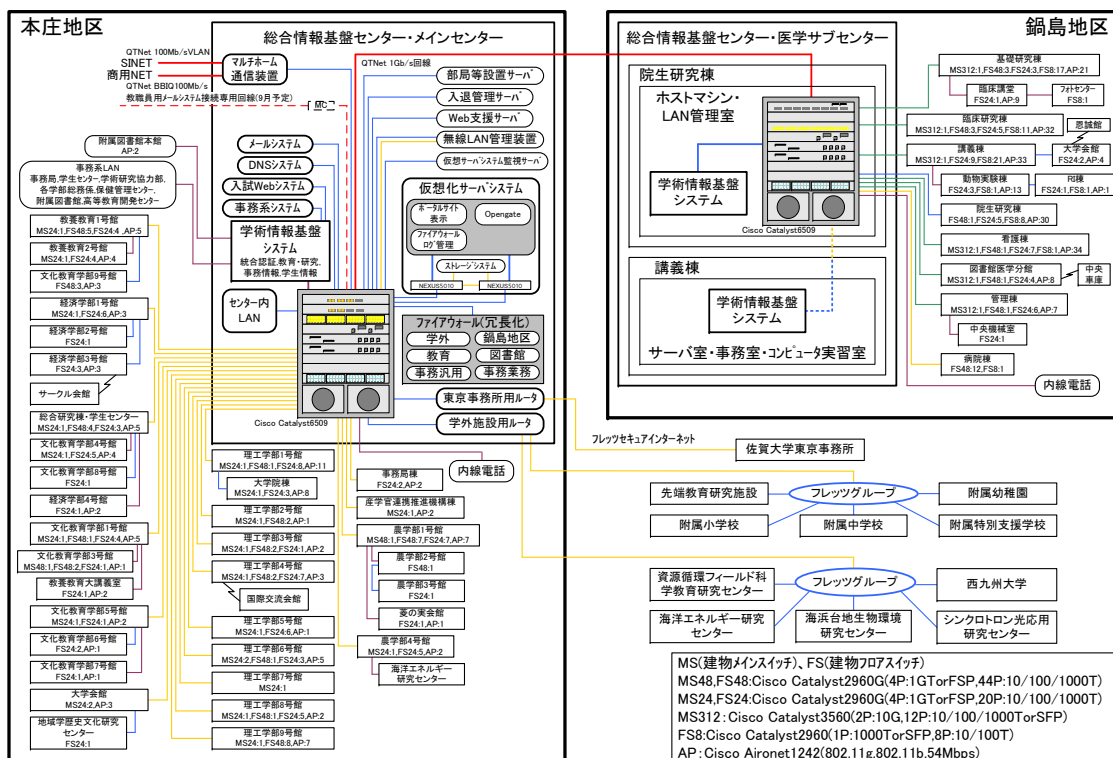 本庄地区
総合情報基盤センター・メインセンター
QTNet 100Mb/sVLAN
SINET
商用NET
QTNet BBIQ100Mb/s
マルチホーム
通信装置
QTNet 1Gb/s回線
教職員用メールシステム接続専用回線(9月予定)
MC
部局等設置サーバ
入退管理サーバ
Web支援サーバ
無線LAN管理装置
仮想サーバシステム監視サーバ
メールシステム
DNSシステム
入試Webシステム
事務系システム
学術情報基盤
システム
統合認証,教育・研究,
事務情報,学生情報
仮想化サーバシステム
ポータルサイト
表示
Opengate
ファイアウォール
ログ管理
ストレージシステム
NEXUS5010
NEXUS5010
センター内
LAN
ファイアウォール(冗長化)
学外
鍋島地区
教育
図書館
事務汎用
事務業務
東京事務所用ルータ
学外施設用ルータ
Cisco Catalyst6509
内線電話
附属図書館本館
AP:2
事務系LAN
事務局,学生センター,学術研究協力部,
各学部総務係,保健管理センター,
附属図書館,高等教育開発センター
教養教育1号館
MS24:1,FS48:5,FS24:4,AP:5
教養教育2号館
MS24:1,FS24:4,AP:4
文化教育学部9号館
FS48:3,AP:3
経済学部1号館
MS24:1,FS24:6,AP:3
経済学部2号館
FS24:1
経済学部3号館
FS24:3,AP:3
サークル会館
総合研究棟・学生センター
MS24:1,FS48:4,FS24:3,AP:5
文化教育学部4号館
MS24:1,FS24:5,AP:4
文化教育学部8号館
FS24:1
経済学部4号館
FS24:1,AP:2
文化教育学部1号館
MS24:1,FS48:1,FS24:4,AP:5
文化教育学部3号館
MS48:1,FS48:2,FS24:1,AP:1
教養教育大講義室
FS24:1,AP:2
文化教育学部5号館
MS24:1,FS24:1,AP:2
文化教育学部6号館
FS24:2,AP:1
文化教育学部7号館
FS24:1,AP:1
大学会館
MS24:2,AP:3
地域学歴史文化研究
センター
FS24:1
理工学部1号館
MS24:1,FS48:1,FS24:8,AP:11
大学院棟
MS24:1,FS24:3,AP:8
理工学部2号館
MS24:1,FS48:2,AP:1
理工学部3号館
MS24:1,FS48:2,FS24:1,AP:2
理工学部4号館
MS24:1,FS48:2,FS24:7,AP:3
国際交流会館
理工学部5号館
MS24:1,FS24:6,AP:1
理工学部6号館
MS24:2,FS48:1,FS24:3,AP:5
理工学部7号館
MS24:1
理工学部8号館
MS24:1,FS48:1,FS24:5,AP:2
理工学部9号館
MS24:1,FS48:8,AP:7
事務局棟
FS24:2,AP:2
産学官連携推進機構棟
MS24:1,AP:2
農学部1号館
MS48:1,FS48:7,FS24:7,AP:7
農学部2号館
FS48:1
農学部3号館
FS24:1
菱の実会館
FS24:1,AP:1
農学部4号館
MS24:1,FS24:5,AP:2
海洋エネルギー
研究センター
鍋島地区
総合情報基盤センター・医学サブセンター
院生研究棟
ホストマシン・
LAN管理室
学術情報基盤
システム
Cisco Catalyst6509
講義棟
学術情報基盤
システム
サーバ室・事務室・コンピュータ実習室
基礎研究棟
MS312:1,FS48:3,FS24:3,FS8:17,AP:21
臨床講堂
FS24:1,AP:9
フォトセンター
FS8:1
臨床研究棟
MS312:1,FS48:3,FS24:5,FS8:11,AP:32
恩誠館
講義棟
MS312:1,FS24:9,FS8:21,AP:33
大学会館
FS24:2,AP:4
動物実験棟
FS24:3,FS8:1,AP:13
RI棟
FS24:1,FS8:1,AP:1
院生研究棟
FS48:1,FS24:5,FS8:8,AP:30
看護棟
MS312:1,FS48:1,FS24:7,FS8:1,AP:34
図書館医学分館
MS312:1,FS48:1,FS24:4,AP:8
中央
車庫
管理棟
MS312:1,FS48:1,FS24:6,AP:7
中央機械室
FS24:1
病院棟
FS48:12,FS8:1
内線電話
フレッツセキュアインターネット
佐賀大学東京事務所
先端教育研究施設
フレッツグループ
附属幼稚園
附属小学校
附属中学校
附属特別支援学校
資源循環フィールド科
学教育研究センター
フレッツグループ
西九州大学
海洋エネルギー研究
センター
海浜台地生物環境
研究センター
シンクロトロン光応用
研究センター
MS(建物メインスイッチ)、FS(建物フロアスイッチ)
MS48,FS48:Cisco Catalyst2960G(4P:1GTorFSP,44P:10/100/1000T)
MS24,FS24:Cisco Catalyst2960G(4P:1GTorFSP,20P:10/100/1000T)
MS312:Cisco Catalyst3560(2P:10G,12P:10/100/1000TorSFP)
FS8:Cisco Catalyst2960(1P:1000TorSFP,8P:10/100T)
AP:Cisco Aironet1242(802.11g,802.11b,54Mbps)